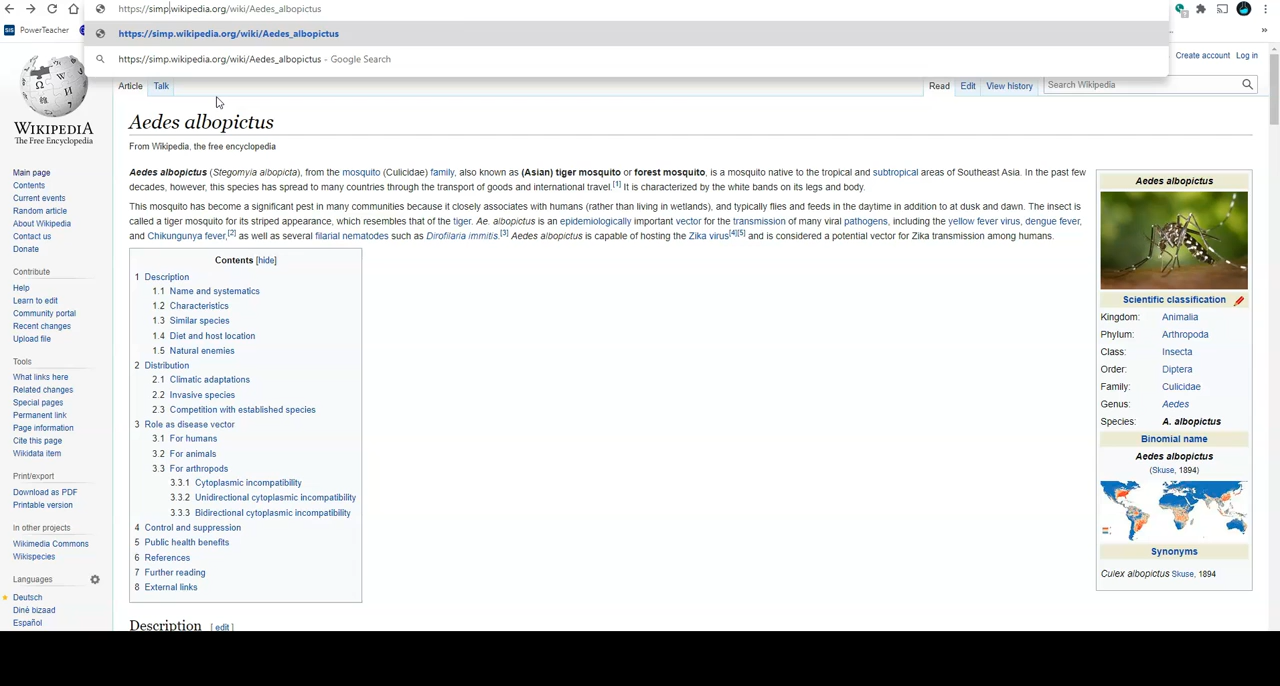 https://simp.wikipedia.org/wiki/Aedes_albopictus
SIS PowerTeacher
https://simp.wikipedia.org/wiki/Aedes_albopictus
https://simp.wikipedia.org/wiki/Aedes_albopictus - Google Search
»
Create account Log in
Article Talk Read Edit View history Search Wikipedia
WIKIPEDIA
The Free Encyclopedia
Main page
Contents
Current events
Random article
About Wikipedia
Contact us
Donate
Contribute
Help
Learn to edit
Community portal
Recent changes
Upload file
Tools
What links here
Related changes
Special pages
Permanent link
Page information
Cite this page
Wikidata item
Print/export
Download as PDF
Printable version
In other projects
Wikimedia Commons
Wikispecies
Languages
Deutsch
Diné bizaad
Español
Aedes albopictus
From Wikipedia, the free encyclopedia
Aedes albopictus (Stegomyia albopicta), from the mosquito (Culicidae) family, also known as (Asian) tiger mosquito or forest mosquito, is a mosquito native to the tropical and subtropical areas of Southeast Asia. In the past few
decades, however, this species has spread to many countries through the transport of goods and international travel.[1] It is characterized by the white bands on its legs and body.
This mosquito has become a significant pest in many communities because it closely associates with humans (rather than living in wetlands), and typically flies and feeds in the daytime in addition to at dusk and dawn. The insect is
called a tiger mosquito for its striped appearance, which resembles that of the tiger. Ae. albopictus is an epidemiologically important vector for the transmission of many viral pathogens, including the yellow fever virus, dengue fever,
and Chikungunya fever,[2] as well as several filarial nematodes such as Dirofilaria immitis.[3] Aedes albopictus is capable of hosting the Zika virus[4][5] and is considered a potential vector for Zika transmission among humans.
Contents [hide]
1 Description
1.1 Name and systematics
1.2 Characteristics
1.3 Similar species
1.4 Diet and host location
1.5 Natural enemies
2 Distribution
2.1 Climatic adaptations
2.2 Invasive species
2.3 Competition with established species
3 Role as disease vector
3.1 For humans
3.2 For animals
3.3 For arthropods
3.3.1 Cytoplasmic incompatibility
3.3.2 Unidirectional cytoplasmic incompatibility
3.3.3 Bidirectional cytoplasmic incompatibility
4 Control and suppression
5 Public health benefits
6 References
7 Further reading
8 External links
Description [ edit ]
Aedes albopictus
Scientific classification
Kingdom: Animalia
Phylum: Arthropoda
Class: Insecta
Order: Diptera
Family: Culicidae
Genus: Aedes
Species: A. albopictus
Binomial name
Aedes albopictus
(Skuse, 1894)
Synonyms
Culex albopictus Skuse, 1894